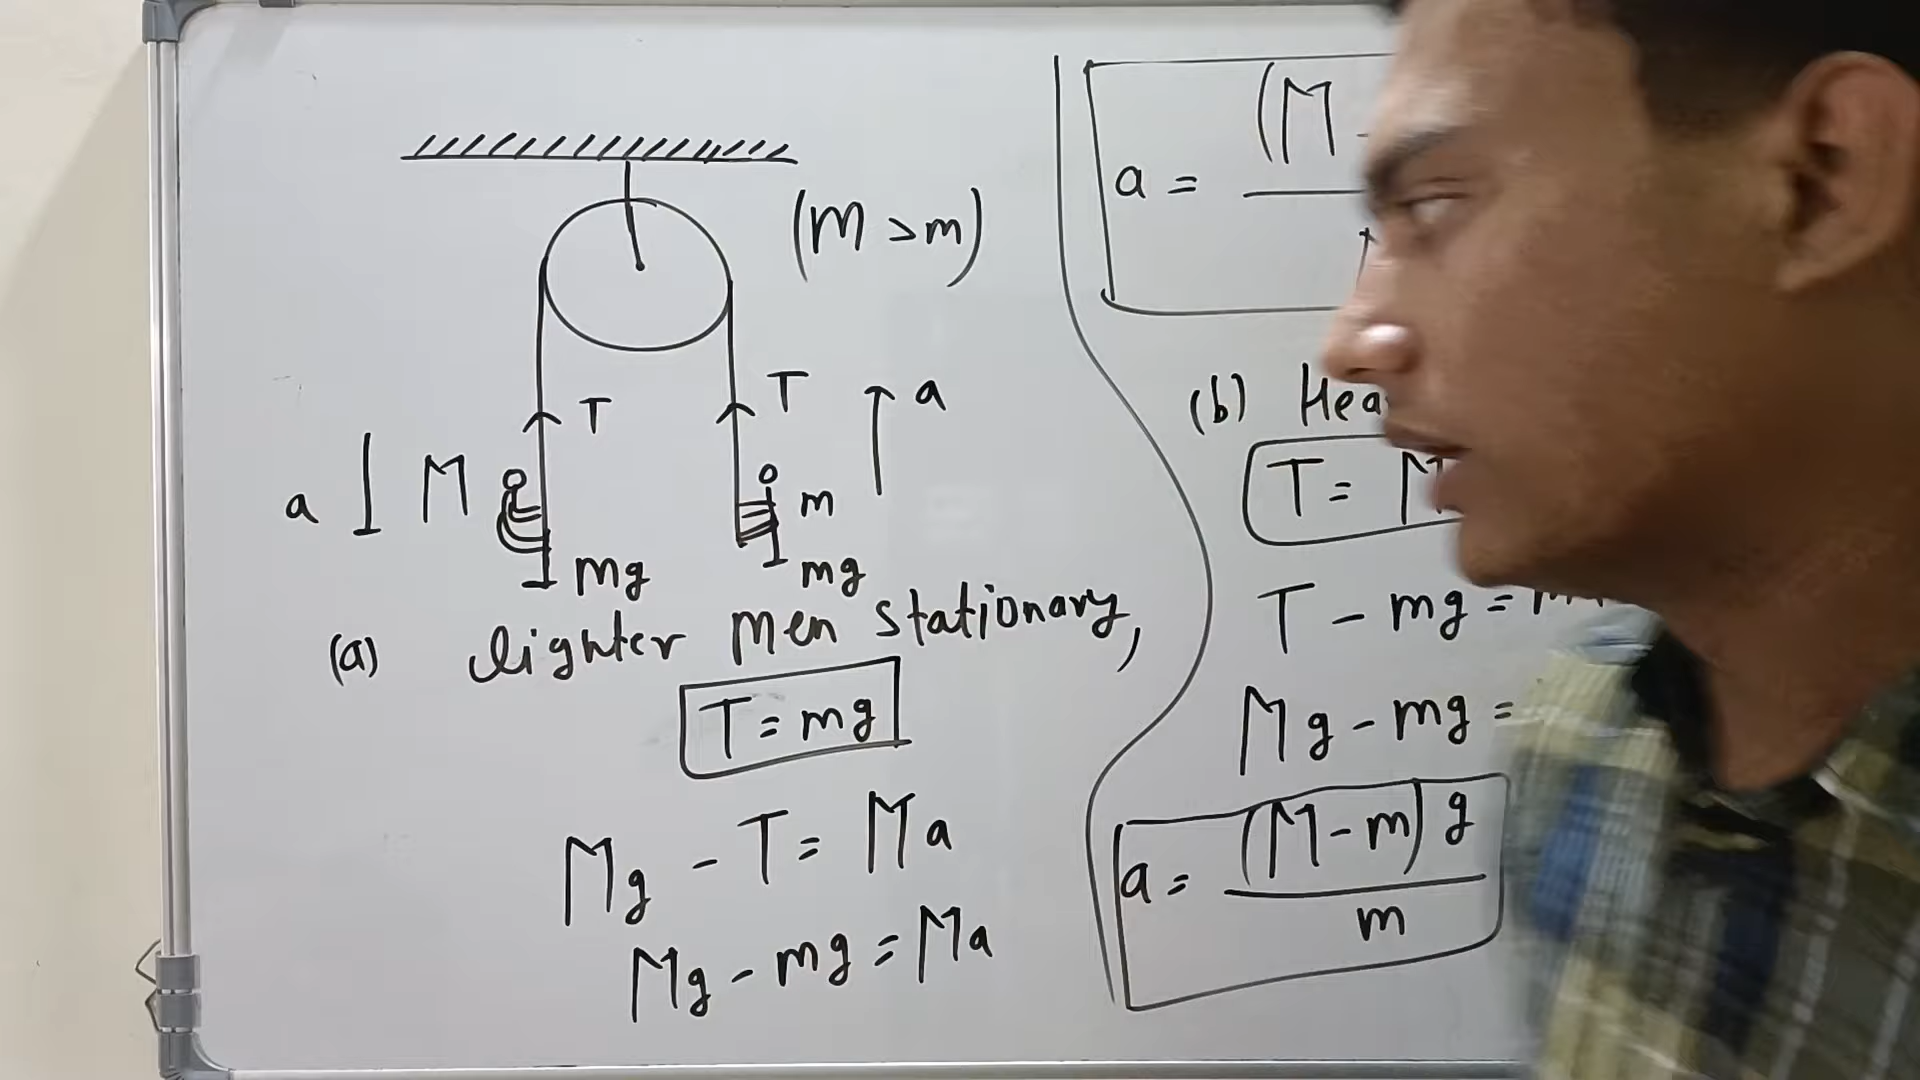 (M > m)
T
T
a
a
M
m
mg
mg
(a) lighter men stationary,
T = mg
Mg - T = Ma
Mg - mg = Ma
a = (M -
(b)
T = M
T - mg =
Mg - mg =
a = (M - m) g
m